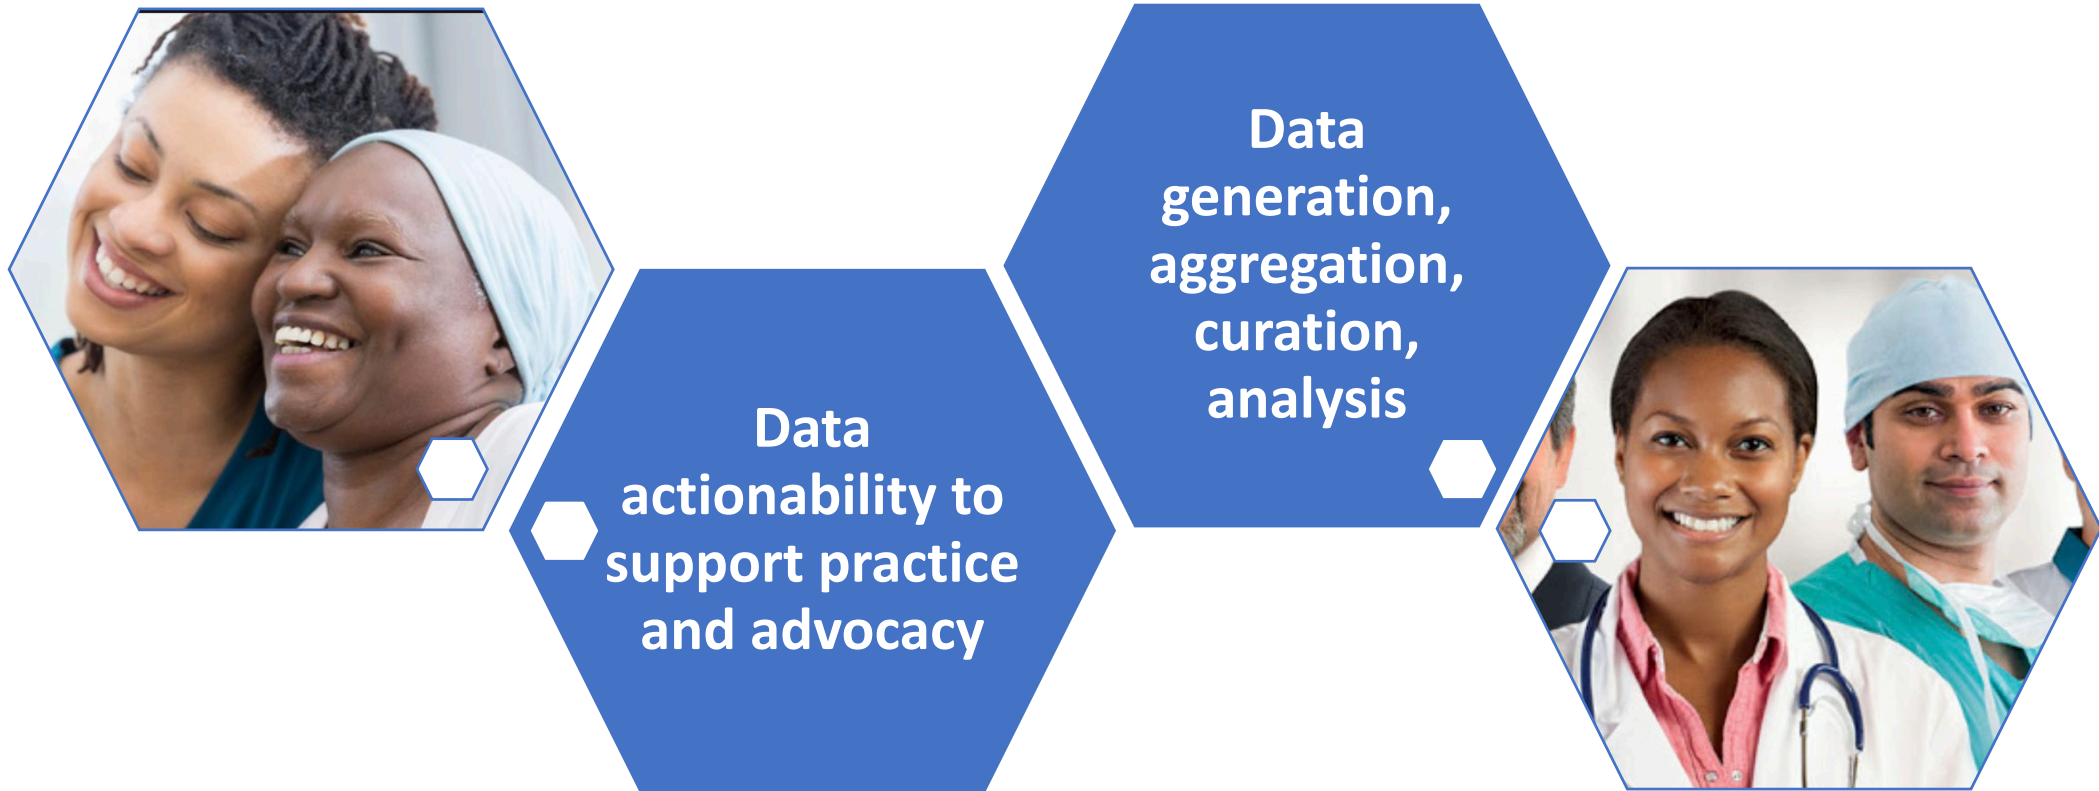 Data
actionability to
support practice
and advocacy
Data
generation,
aggregation,
curation,
analysis